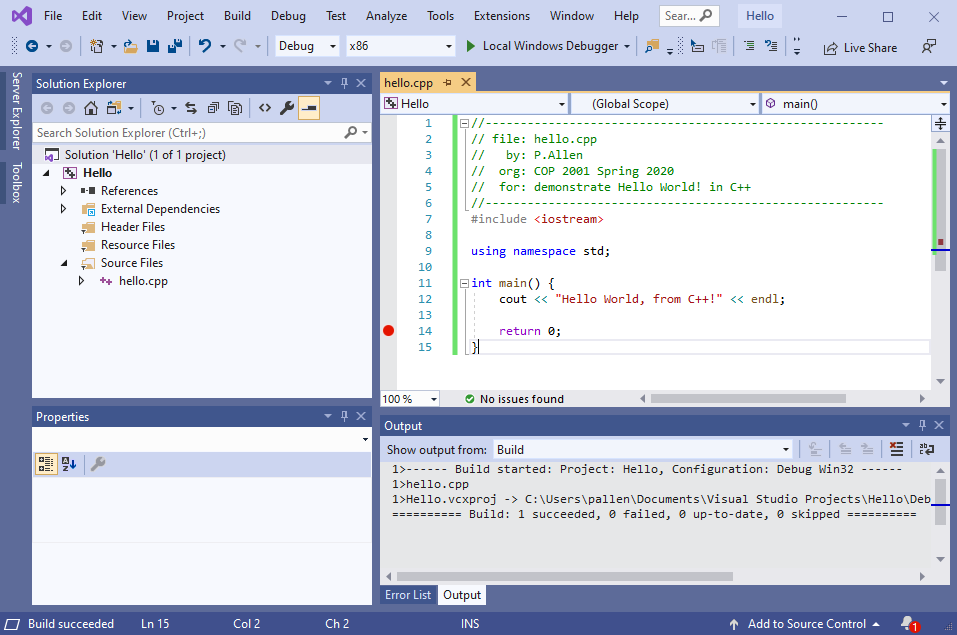 File Edit View Project Build Debug Test Analyze Tools Extensions Window Help Sear... Hello
Debug x86 Local Windows Debugger Live Share
Server Explorer
Toolbox
Solution Explorer
Search Solution Explorer (Ctrl+;)
Solution 'Hello' (1 of 1 project)
Hello
References
External Dependencies
Header Files
Resource Files
Source Files
hello.cpp
Properties
hello.cpp
Hello (Global Scope) main()
1 //---------------------------------------------------------
2 // file: hello.cpp
3 //   by: P.Allen
4 //  org: COP 2001 Spring 2020
5 //  for: demonstrate Hello World! in C++
6 //---------------------------------------------------------
7 #include <iostream>
8
9 using namespace std;
10
11 int main() {
12     cout << "Hello World, from C++!" << endl;
13
14     return 0;
15 }
100 % No issues found
Output
Show output from: Build
1>------ Build started: Project: Hello, Configuration: Debug Win32 ------
1>hello.cpp
1>Hello.vcxproj -> C:\Users\pallen\Documents\Visual Studio Projects\Hello\Deb
========== Build: 1 succeeded, 0 failed, 0 up-to-date, 0 skipped ==========
Error List Output
Build succeeded Ln 15 Col 2 Ch 2 INS Add to Source Control 1